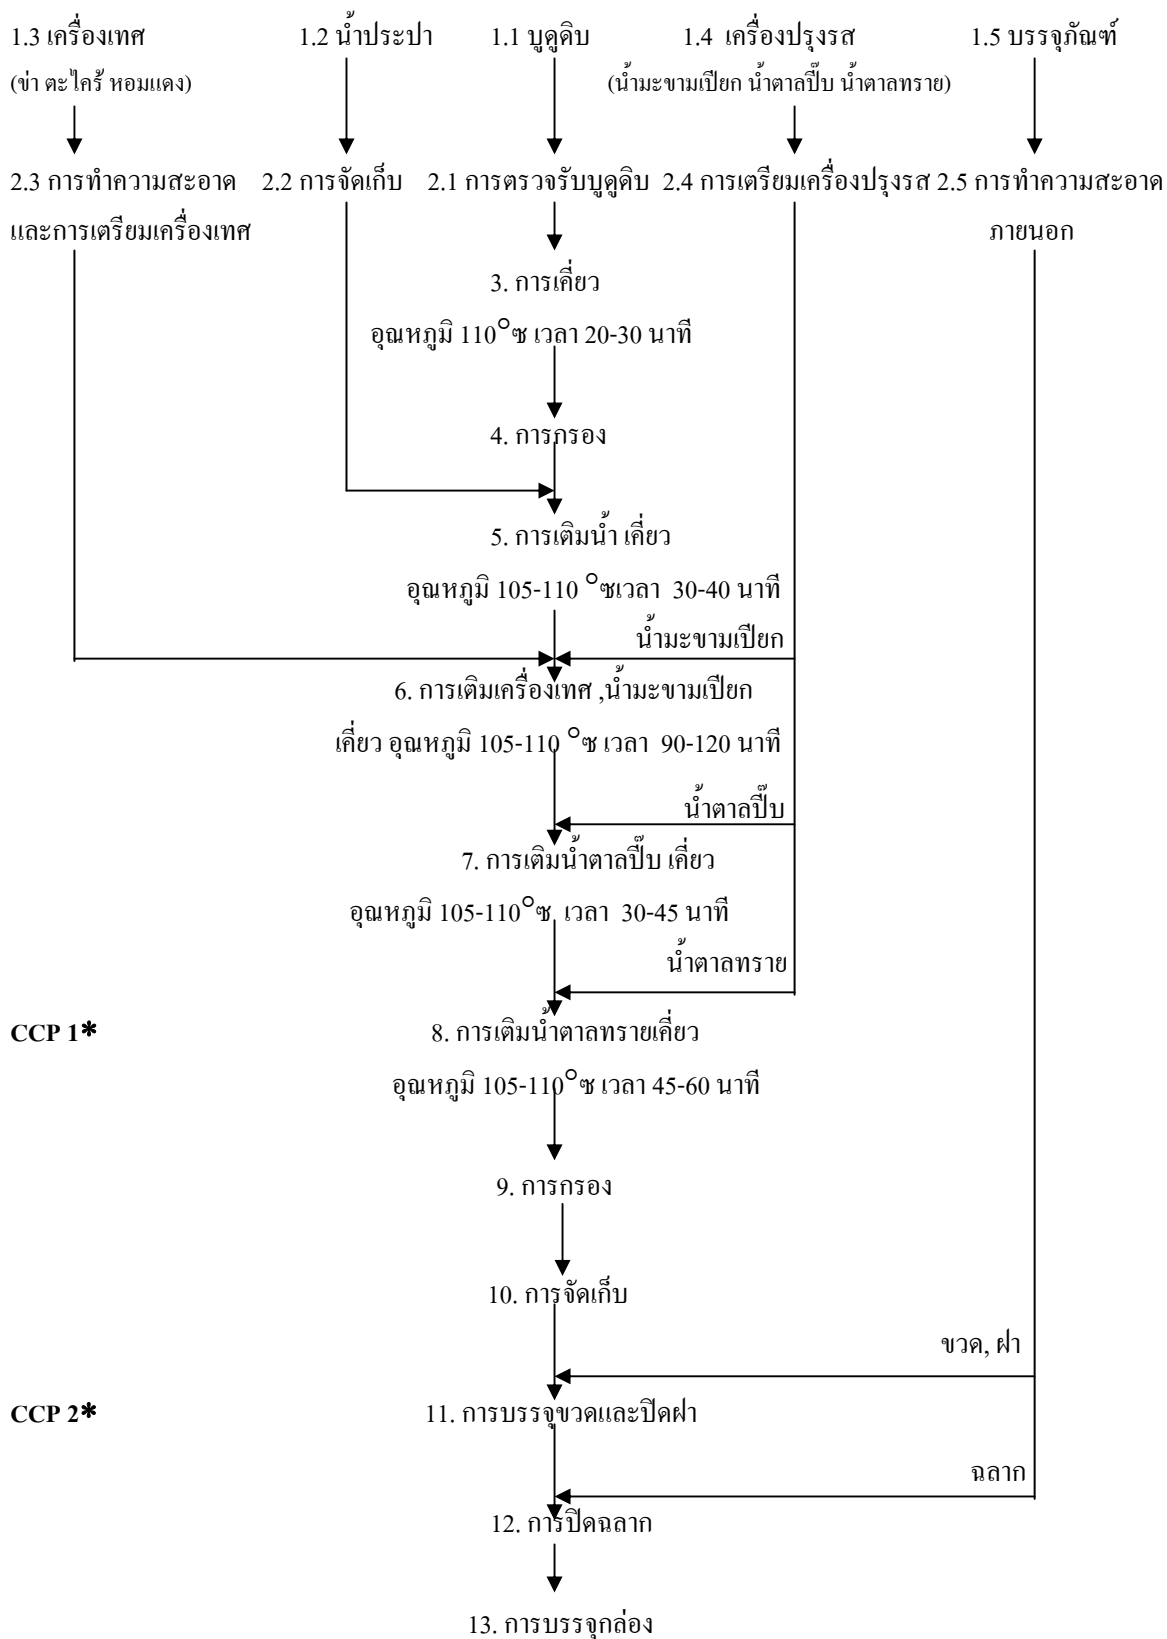 1.3 เครื่องเทศ 1.2 น้ำประปา 1.1 บูดูดิบ 1.4 เครื่องปรุงรส 1.5 บรรจุภัณฑ์
(ข่า ตะไคร้ หอมแดง) (น้ำมะขามเปียก น้ำตาลปี๊บ น้ำตาลทราย)
2.3 การทำความสะอาด 2.2 การจัดเก็บ 2.1 การตรวจรับบูดูดิบ 2.4 การเตรียมเครื่องปรุงรส 2.5 การทำความสะอาด
และการเตรียมเครื่องเทศ ภายนอก
3. การเคี่ยว
อุณหภูมิ 110°ซ เวลา 20-30 นาที
4. การกรอง
5. การเติมน้ำ เคี่ยว
อุณหภูมิ 105-110 °ซเวลา 30-40 นาที
น้ำมะขามเปียก
6. การเติมเครื่องเทศ ,น้ำมะขามเปียก
เคี่ยว อุณหภูมิ 105-110 °ซ เวลา 90-120 นาที
น้ำตาลปี๊บ
7. การเติมน้ำตาลปี๊บ เคี่ยว
อุณหภูมิ 105-110°ซ เวลา 30-45 นาที
น้ำตาลทราย
CCP 1* 8. การเติมน้ำตาลทรายเคี่ยว
อุณหภูมิ 105-110°ซ เวลา 45-60 นาที
9. การกรอง
10. การจัดเก็บ
ขวด, ฝา
CCP 2* 11. การบรรจุขวดและปิดฝา
ฉลาก
12. การปิดฉลาก
13. การบรรจุกล่อง